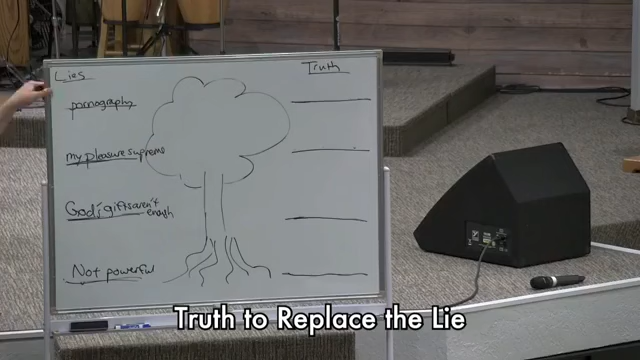 Lies
Truth
pornography
my pleasure supreme
God's gifts aren't
enough
Not powerful
Truth to Replace the Lie